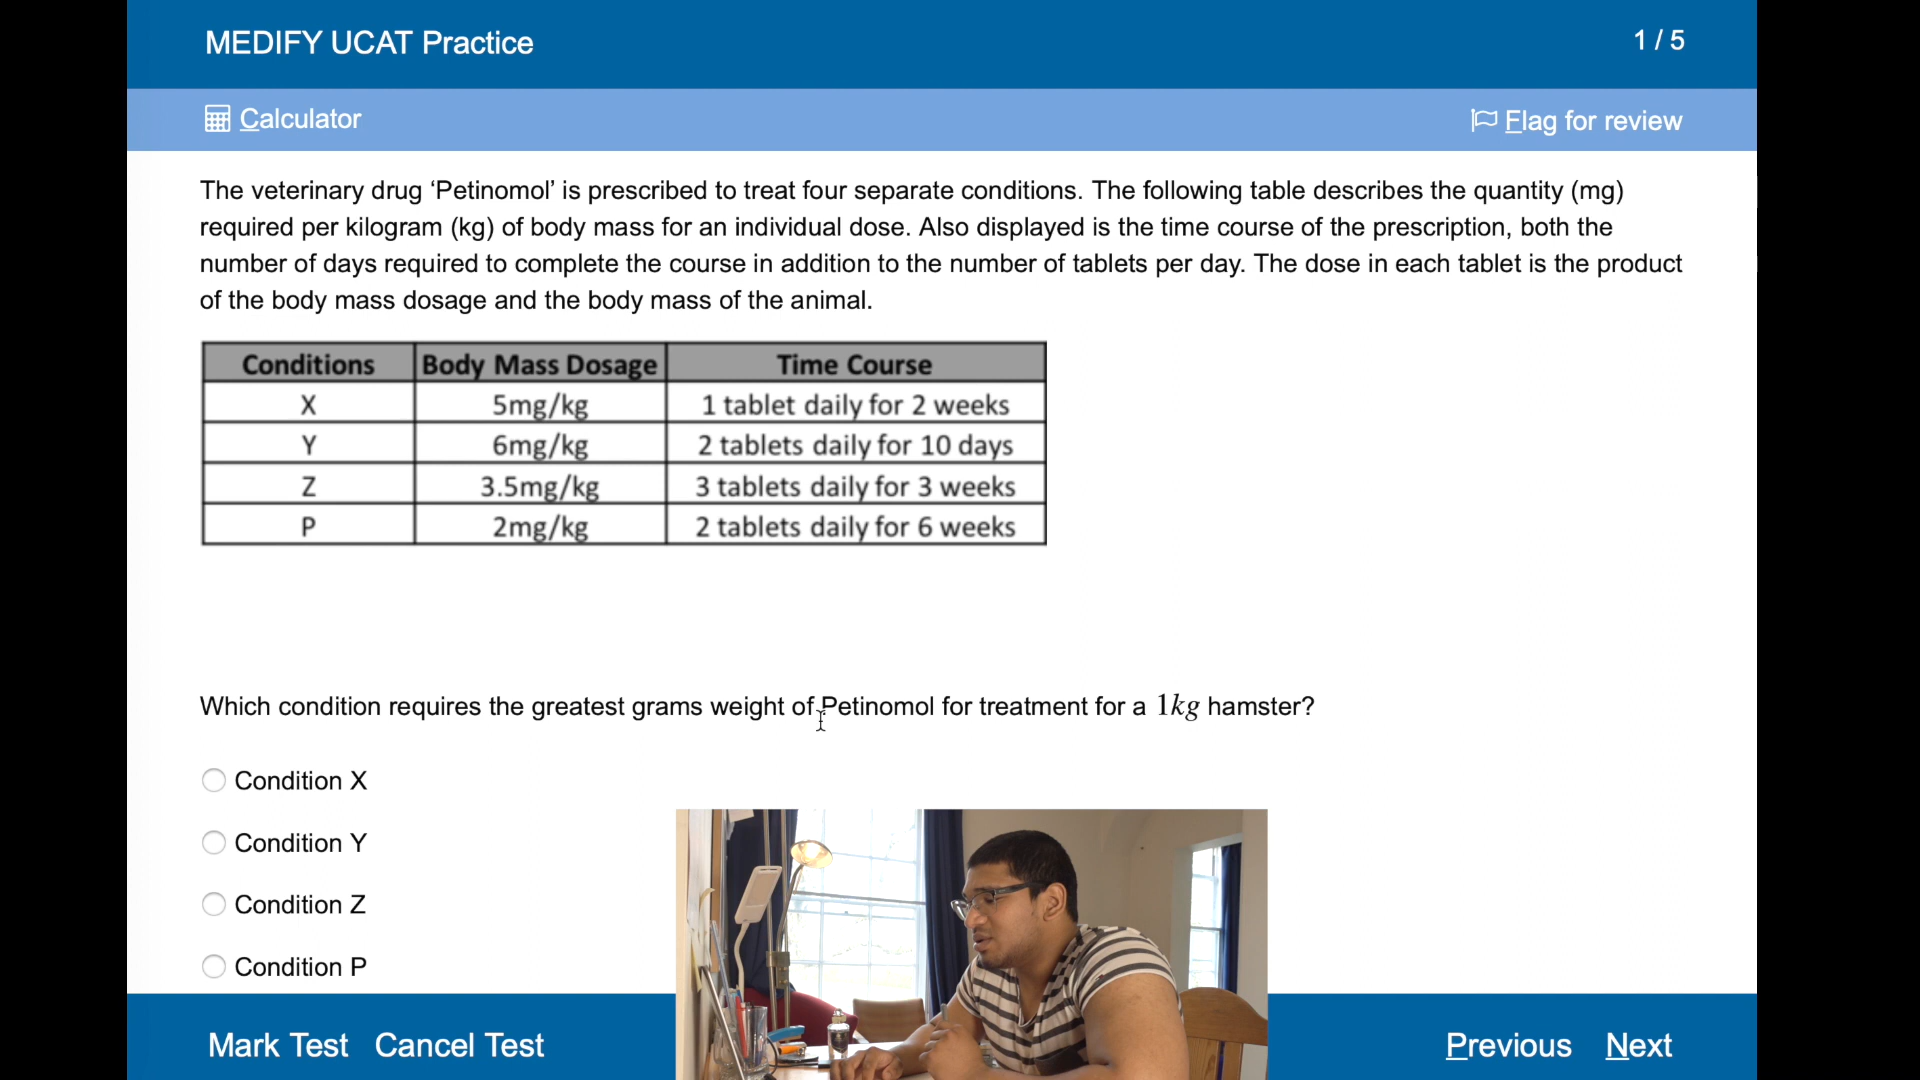 MEDIFY UCAT Practice
1 / 5
Calculator
Flag for review
The veterinary drug ‘Petinomol’ is prescribed to treat four separate conditions. The following table describes the quantity (mg)
required per kilogram (kg) of body mass for an individual dose. Also displayed is the time course of the prescription, both the
number of days required to complete the course in addition to the number of tablets per day. The dose in each tablet is the product
of the body mass dosage and the body mass of the animal.
Conditions Body Mass Dosage Time Course
X 5mg/kg 1 tablet daily for 2 weeks
Y 6mg/kg 2 tablets daily for 10 days
Z 3.5mg/kg 3 tablets daily for 3 weeks
P 2mg/kg 2 tablets daily for 6 weeks
Which condition requires the greatest grams weight of Petinomol for treatment for a 1kg hamster?
Condition X
Condition Y
Condition Z
Condition P
Mark Test Cancel Test
Previous Next